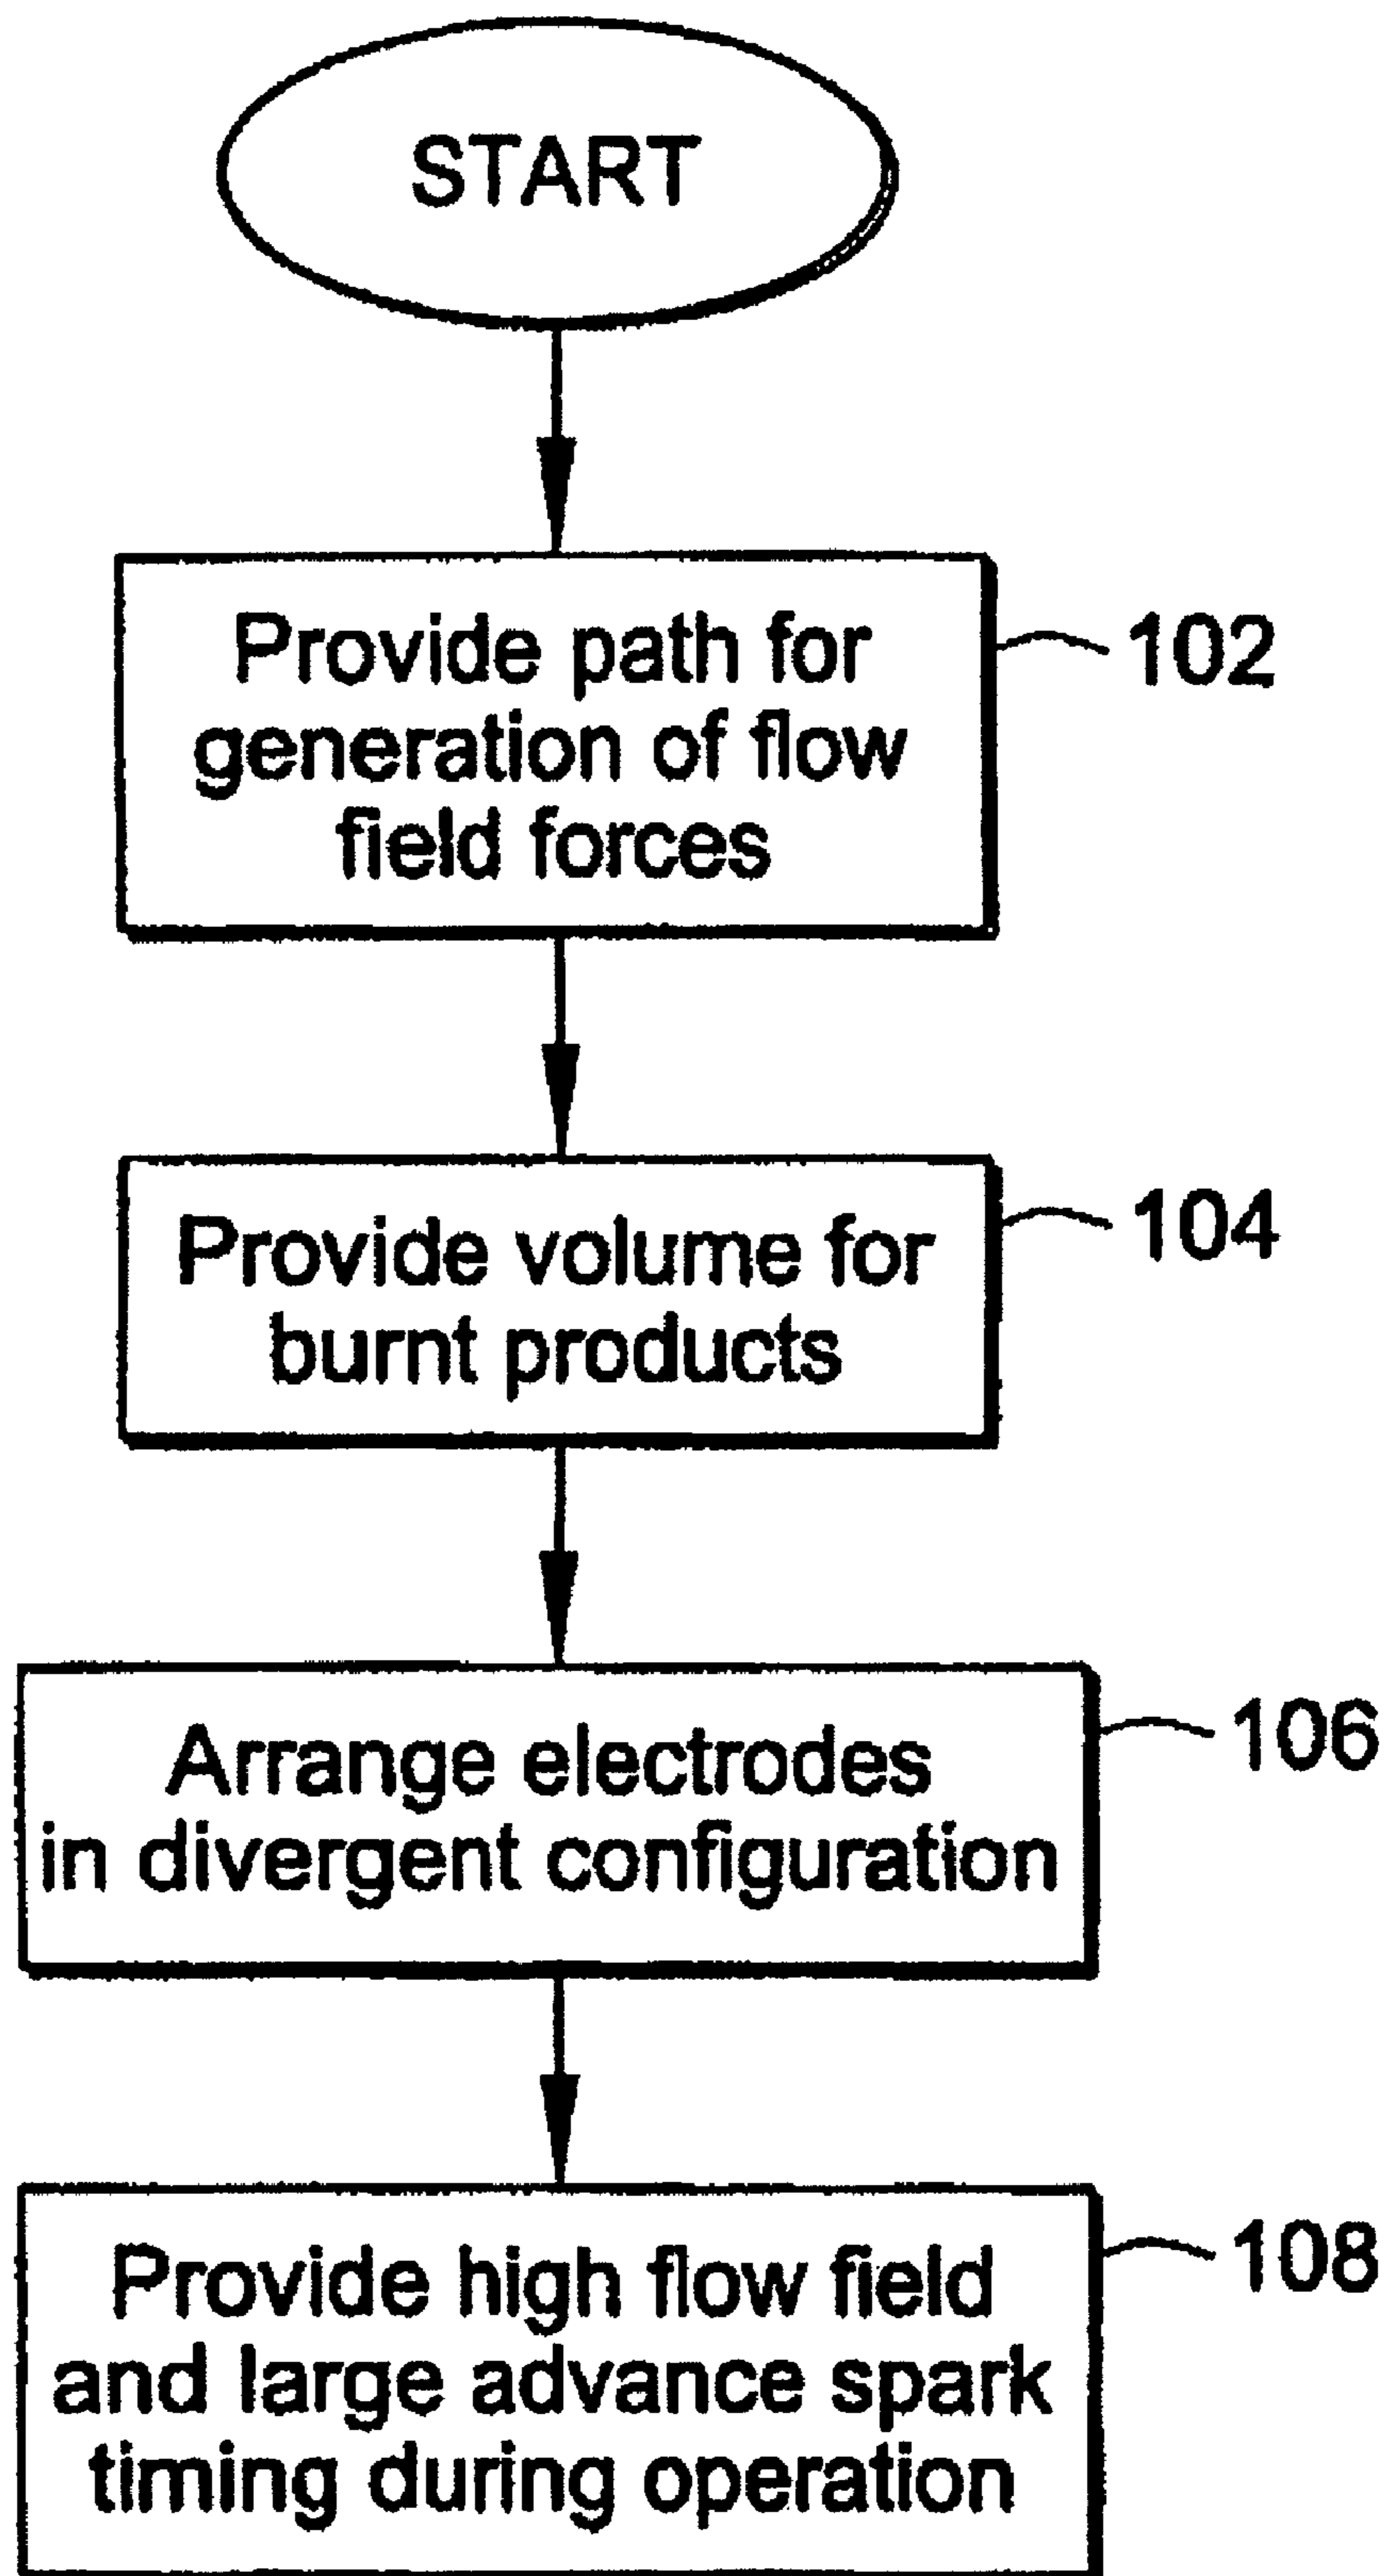 START
Provide path for
generation of flow
field forces
102
Provide volume for
burnt products
104
Arrange electrodes
in divergent configuration
106
Provide high flow field
and large advance spark
timing during operation
108